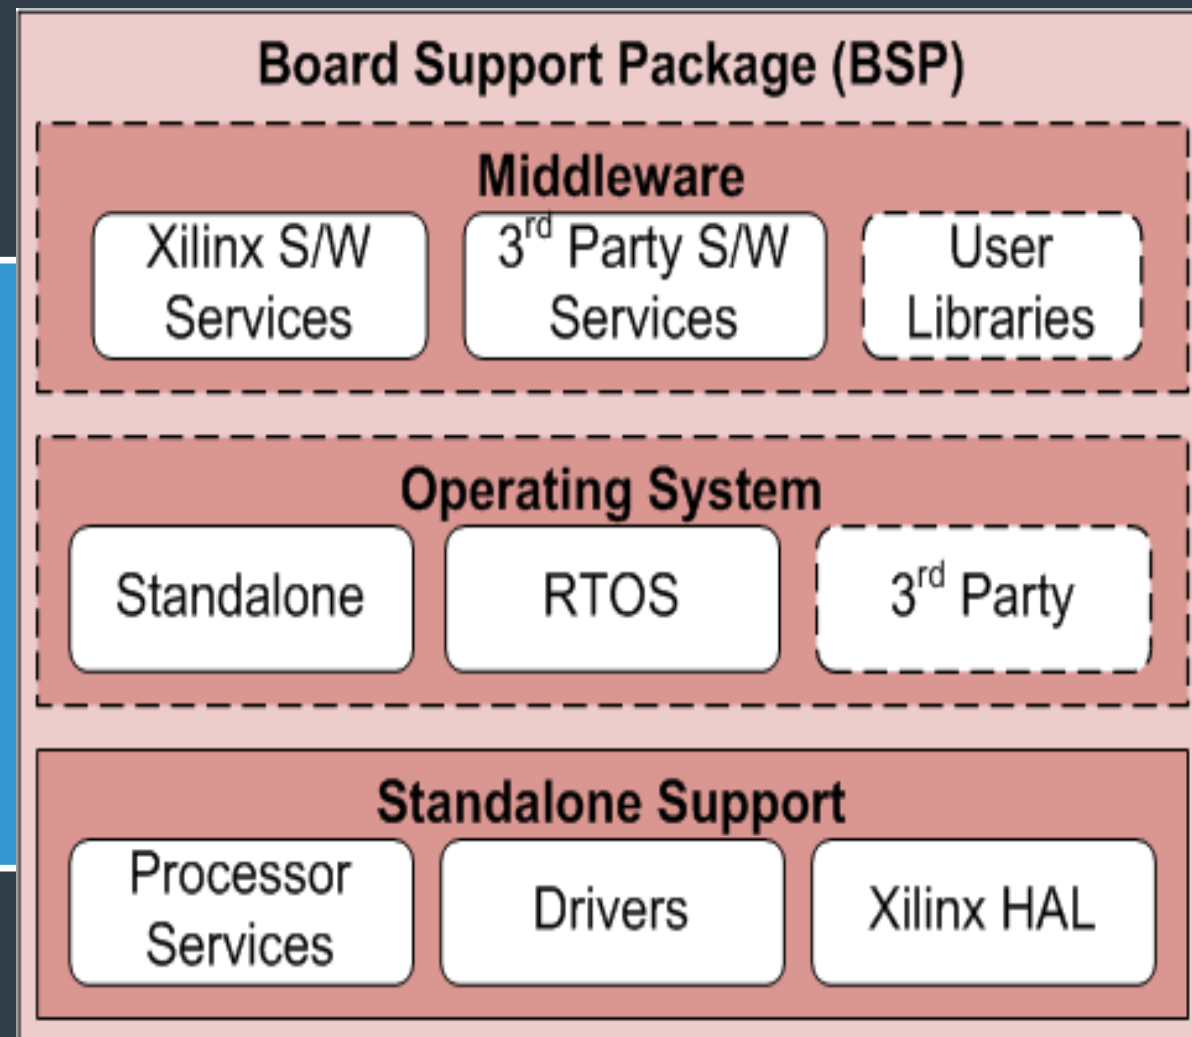 Board Support Package (BSP)
Middleware
Xilinx S/W
Services
3rd Party S/W
Services
User
Libraries
Operating System
Standalone
RTOS
3rd Party
Standalone Support
Processor
Services
Drivers
Xilinx HAL